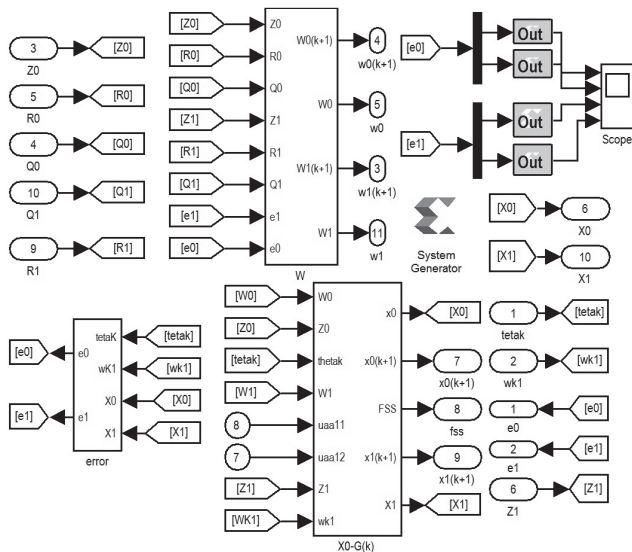 3
[Z0]
Z0
5
[R0]
R0
4
[Q0]
Q0
10
[Q1]
Q1
9
[R1]
R1
[Z0]
[R0]
[Q0]
[Z1]
[R1]
[Q1]
[e1]
[e0]
Z0
R0
Q0
Z1
R1
Q1
e1
e0
W0(k+1)
W0
W1(k+1)
W1
W
4
w0(k+1)
5
w0
3
w1(k+1)
11
w1
[e0]
Out
Out
[e1]
Out
Out
Scope
System
Generator
[X0]
6
X0
[X1]
10
X1
[e0]
[e1]
e0
e1
tetaK
wK1
X0
X1
error
[tetak]
[wk1]
[X0]
[X1]
[W0]
[Z0]
[tetak]
[W1]
8
7
[Z1]
[WK1]
W0
Z0
thetak
W1
uaa11
uaa12
Z1
wk1
x0
x0(k+1)
FSS
x1(k+1)
X1
X0-G(k)
[X0]
7
x0(k+1)
8
fss
9
x1(k+1)
[X1]
1
[tetak]
tetak
2
[wk1]
wk1
1
[e0]
e0
2
[e1]
e1
6
[Z1]
Z1